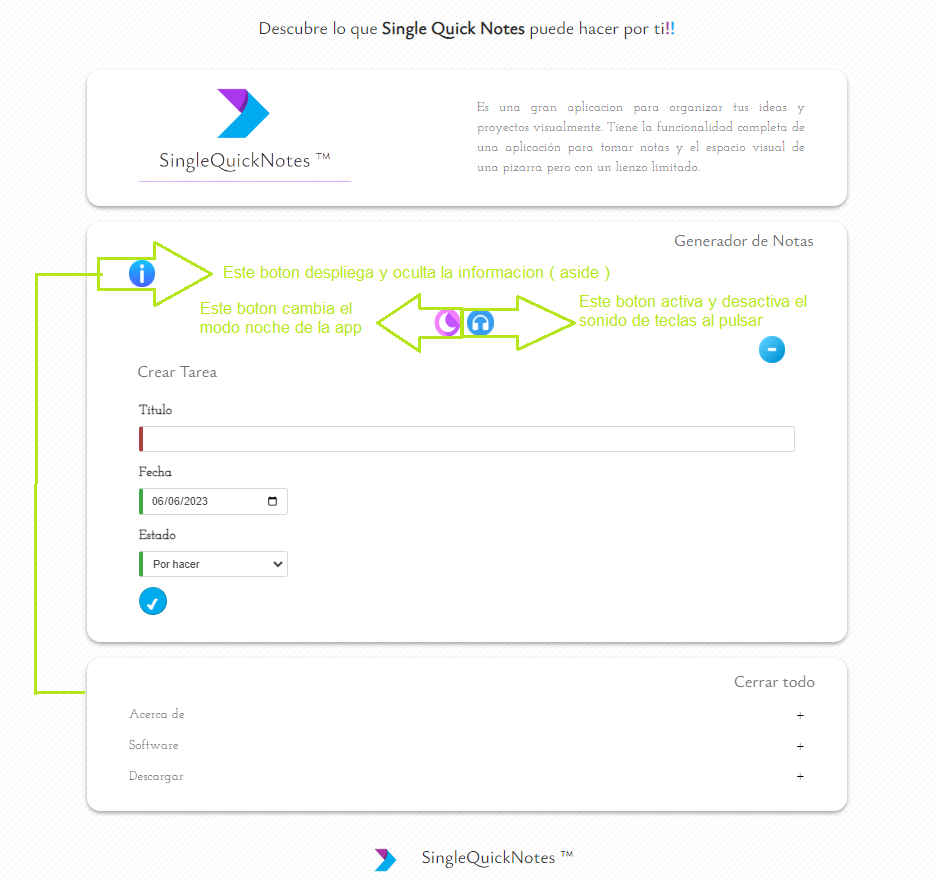 Descubre lo que Single Quick Notes puede hacer por ti!!
SingleQuickNotes ™
Es una gran aplicacion para organizar tus ideas y
proyectos visualmente. Tiene la funcionalidad completa de
una aplicación para tomar notas y el espacio visual de
una pizarra pero con un lienzo limitado.
Generador de Notas
Este boton despliega y oculta la informacion ( aside )
Este boton cambia el
modo noche de la app
Este boton activa y desactiva el
sonido de teclas al pulsar
Crear Tarea
Titulo
Fecha
06/06/2023
Estado
Por hacer
Cerrar todo
Acerca de +
Software +
Descargar +
SingleQuickNotes ™